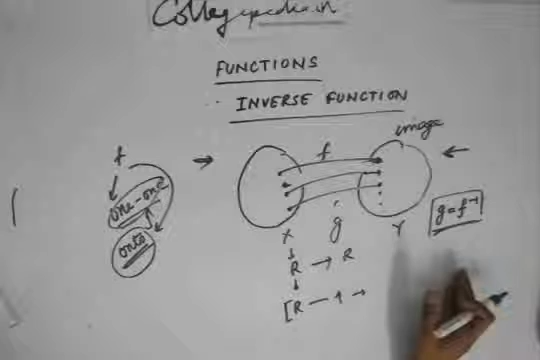 FUNCTIONS
INVERSE FUNCTION
image
f f
one-one
onto
g g=f⁻¹
X Y
R → R
[R